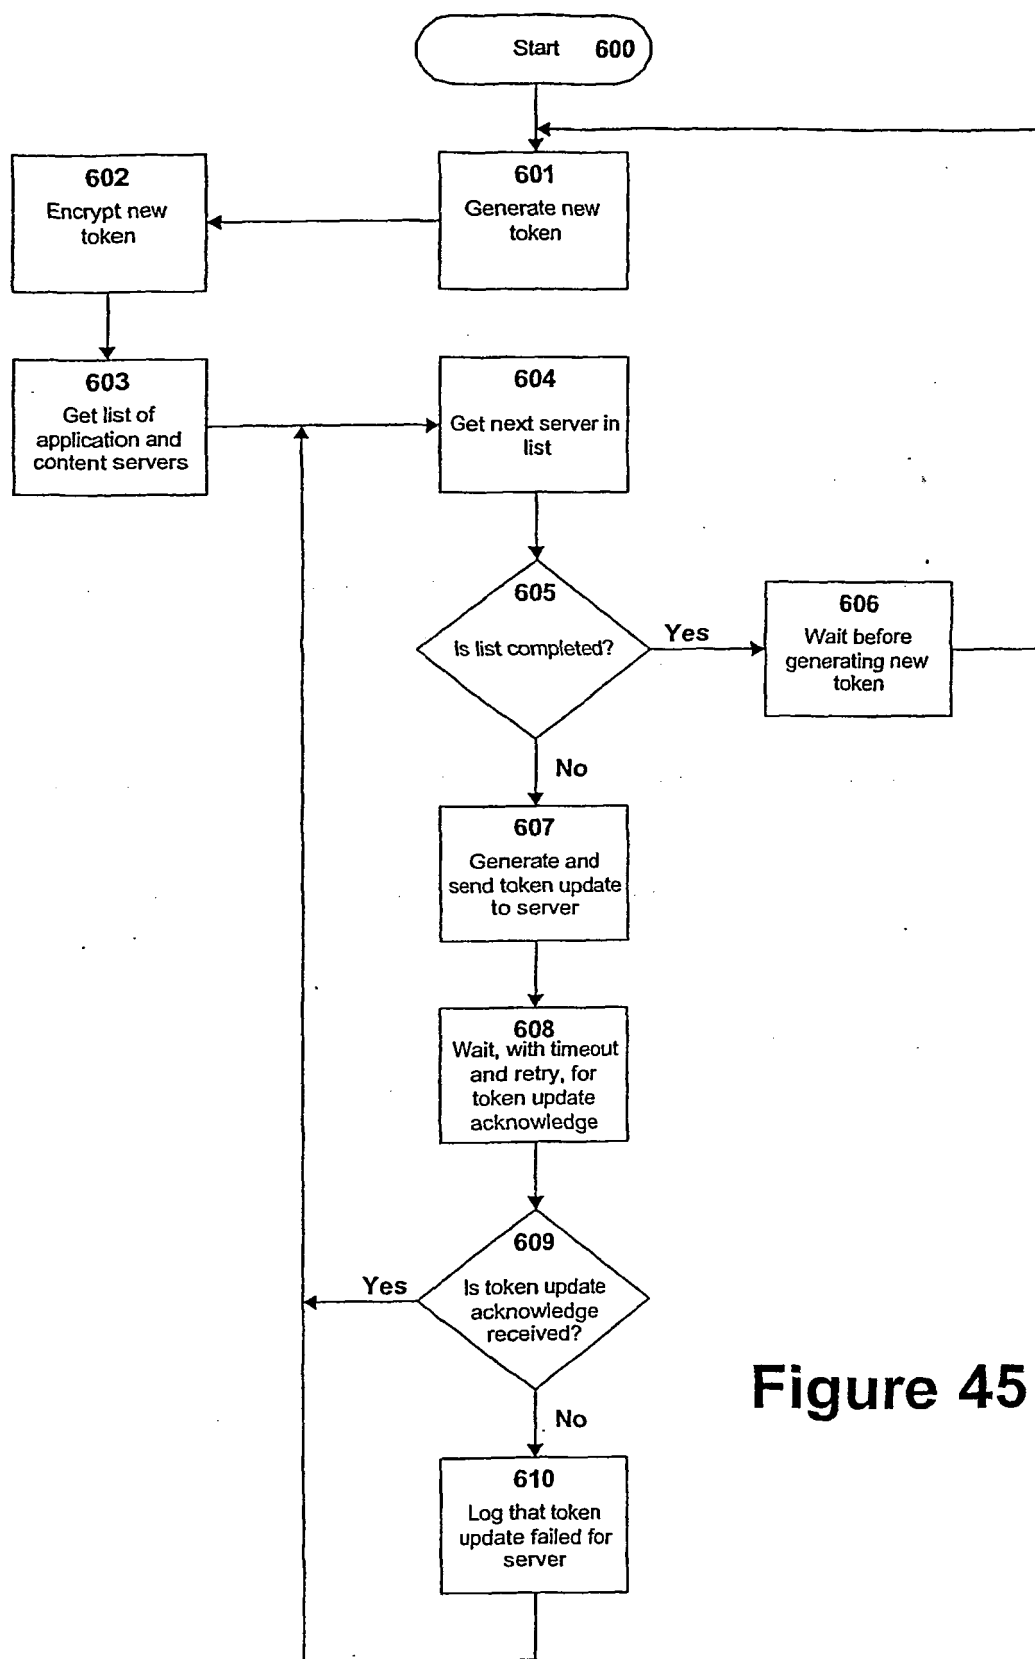 Start 600
601
Generate new
token
602
Encrypt new
token
603
Get list of
application and
content servers
604
Get next server in
list
605
Is list completed?
Yes
606
Wait before
generating new
token
No
607
Generate and
send token update
to server
608
Wait, with timeout
and retry, for
token update
acknowledge
609
Is token update
acknowledge
received?
Yes
No
610
Log that token
update failed for
server
Figure 45